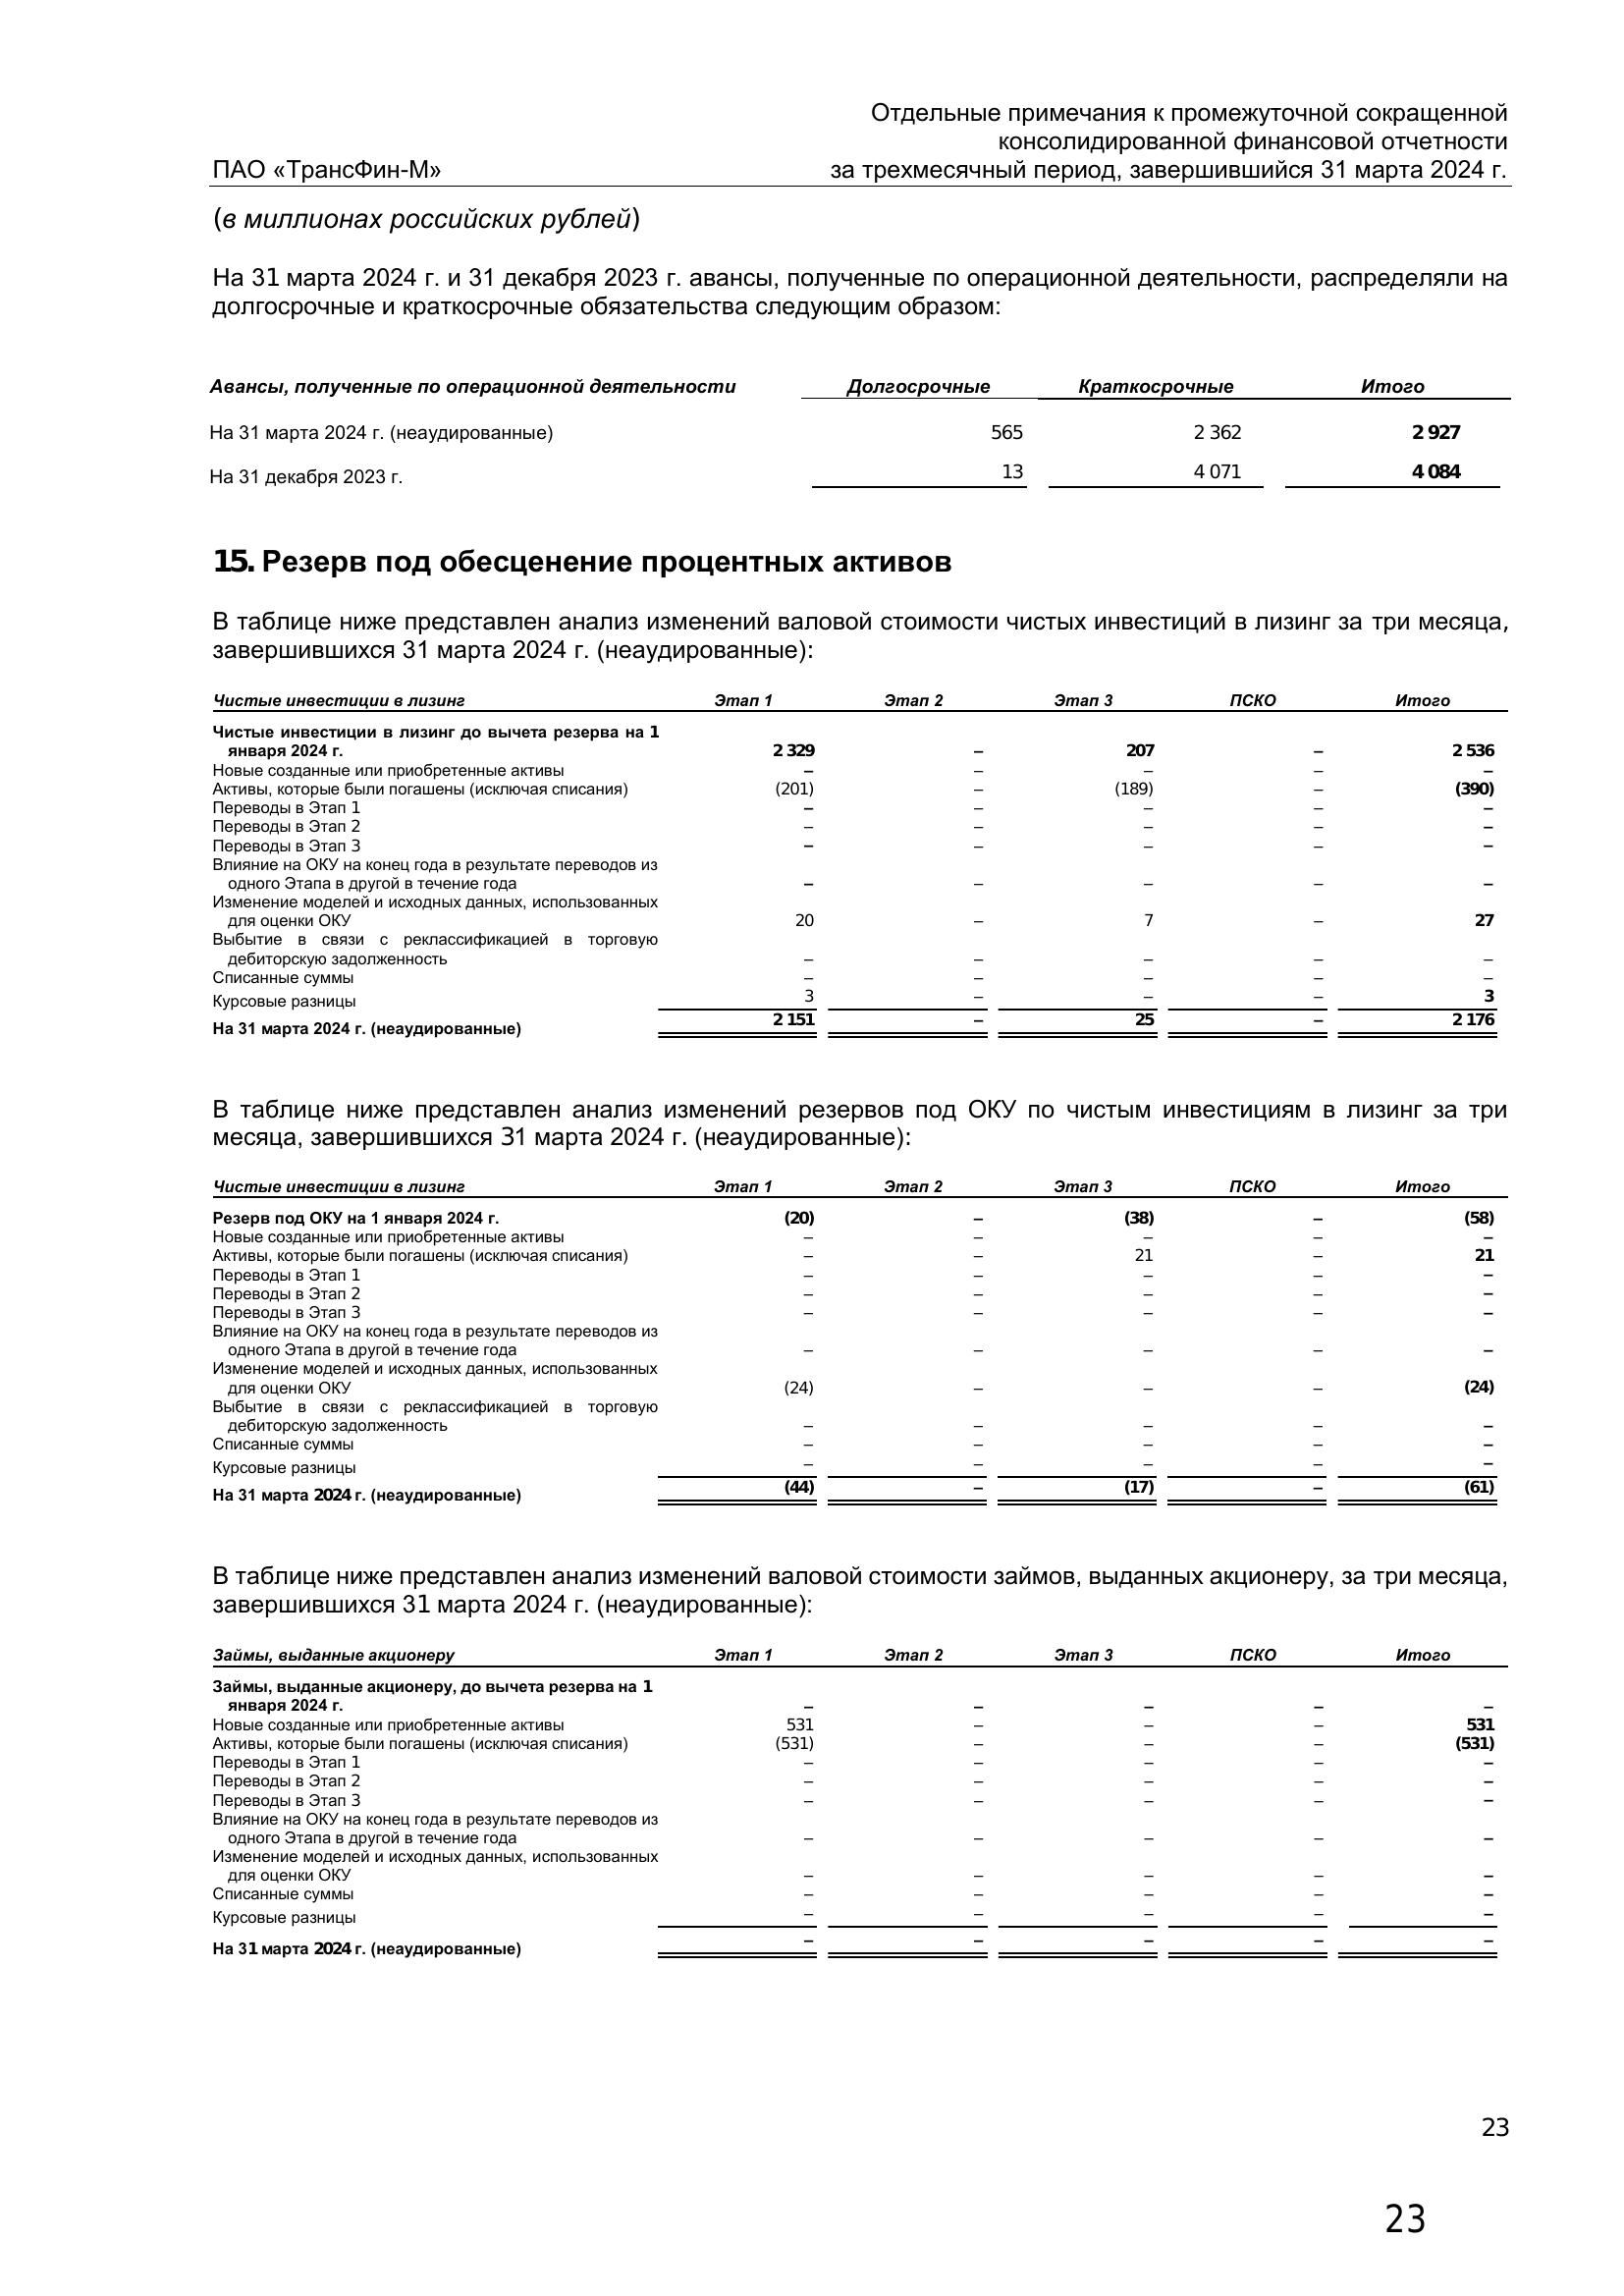 Отдельные примечания к промежуточной сокращенной
консолидированной финансовой отчетности
ПАО «ТрансФин-М» за трехмесячный период, завершившийся 31 марта 2024 г.
(в миллионах российских рублей)
На 31 марта 2024 г. и 31 декабря 2023 г. авансы, полученные по операционной деятельности, распределяли на
долгосрочные и краткосрочные обязательства следующим образом:
Авансы, полученные по операционной деятельности Долгосрочные Краткосрочные Итого
На 31 марта 2024 г. (неаудированные) 565 2 362 2 927
На 31 декабря 2023 г. 13 4 071 4 084
15. Резерв под обесценение процентных активов
В таблице ниже представлен анализ изменений валовой стоимости чистых инвестиций в лизинг за три месяца,
завершившихся 31 марта 2024 г. (неаудированные):
Чистые инвестиции в лизинг Этап 1 Этап 2 Этап 3 ПСКО Итого
Чистые инвестиции в лизинг до вычета резерва на 1
января 2024 г. 2 329 – 207 – 2 536
Новые созданные или приобретенные активы – – – – –
Активы, которые были погашены (исключая списания) (201) – (189) – (390)
Переводы в Этап 1 – – – – –
Переводы в Этап 2 – – – – –
Переводы в Этап 3 – – – – –
Влияние на ОКУ на конец года в результате переводов из
одного Этапа в другой в течение года – – – – –
Изменение моделей и исходных данных, использованных
для оценки ОКУ 20 – 7 – 27
Выбытие в связи с реклассификацией в торговую
дебиторскую задолженность – – – – –
Списанные суммы – – – – –
Курсовые разницы 3 – – – 3
На 31 марта 2024 г. (неаудированные) 2 151 – 25 – 2 176
В таблице ниже представлен анализ изменений резервов под ОКУ по чистым инвестициям в лизинг за три
месяца, завершившихся 31 марта 2024 г. (неаудированные):
Чистые инвестиции в лизинг Этап 1 Этап 2 Этап 3 ПСКО Итого
Резерв под ОКУ на 1 января 2024 г. (20) – (38) – (58)
Новые созданные или приобретенные активы – – – – –
Активы, которые были погашены (исключая списания) – – 21 – 21
Переводы в Этап 1 – – – – –
Переводы в Этап 2 – – – – –
Переводы в Этап 3 – – – – –
Влияние на ОКУ на конец года в результате переводов из
одного Этапа в другой в течение года – – – – –
Изменение моделей и исходных данных, использованных
для оценки ОКУ (24) – – – (24)
Выбытие в связи с реклассификацией в торговую
дебиторскую задолженность – – – – –
Списанные суммы – – – – –
Курсовые разницы – – – – –
На 31 марта 2024 г. (неаудированные) (44) – (17) – (61)
В таблице ниже представлен анализ изменений валовой стоимости займов, выданных акционеру, за три месяца,
завершившихся 31 марта 2024 г. (неаудированные):
Займы, выданные акционеру Этап 1 Этап 2 Этап 3 ПСКО Итого
Займы, выданные акционеру, до вычета резерва на 1
января 2024 г. – – – – –
Новые созданные или приобретенные активы 531 – – – 531
Активы, которые были погашены (исключая списания) (531) – – – (531)
Переводы в Этап 1 – – – – –
Переводы в Этап 2 – – – – –
Переводы в Этап 3 – – – – –
Влияние на ОКУ на конец года в результате переводов из
одного Этапа в другой в течение года – – – – –
Изменение моделей и исходных данных, использованных
для оценки ОКУ – – – – –
Списанные суммы – – – – –
Курсовые разницы – – – – –
На 31 марта 2024 г. (неаудированные) – – – – –
23
23